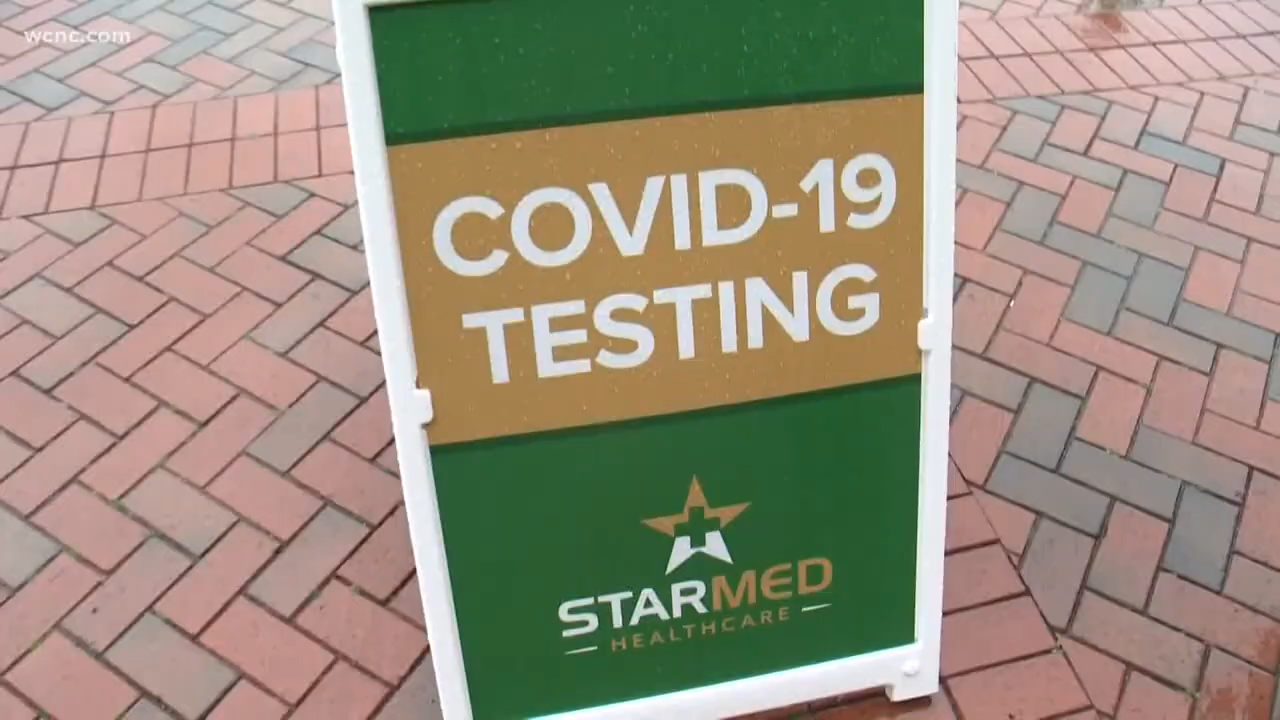 wcnc.com
COVID-19
TESTING
STARMED
HEALTHCARE